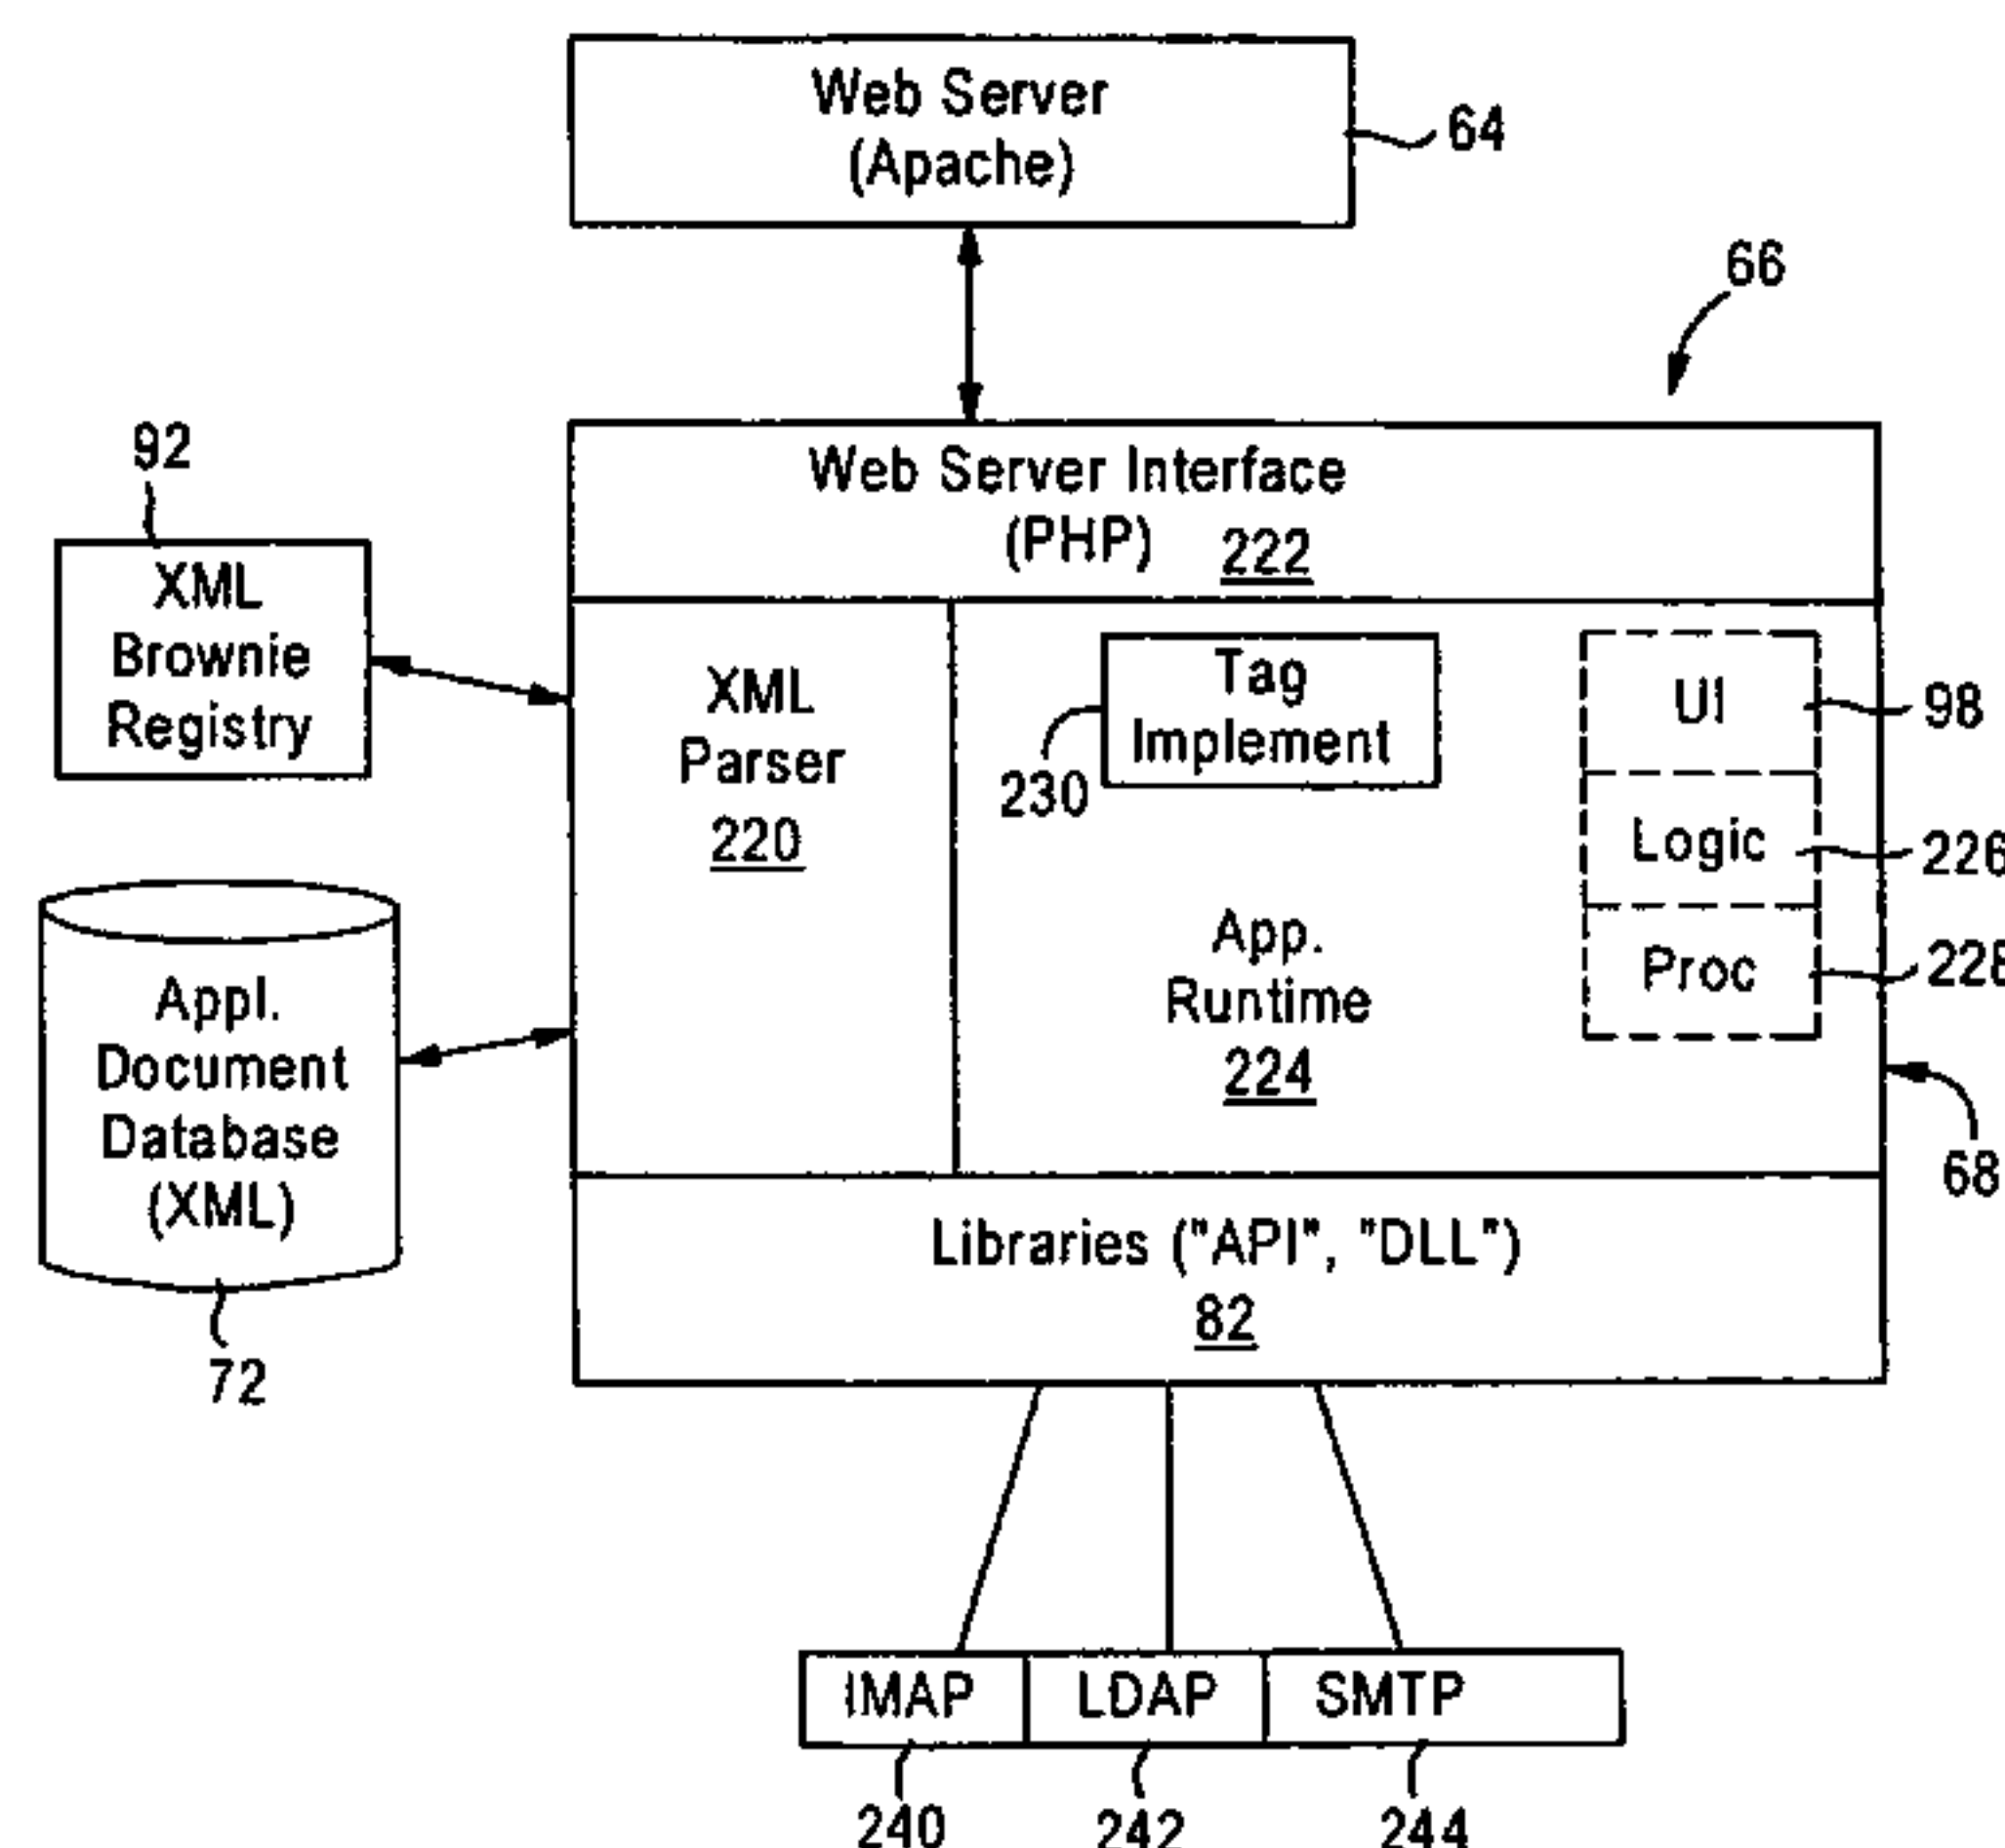 Web Server
(Apache)
64
66
92
Web Server Interface
(PHP) 222
XML
Brownie
Registry
XML
Parser
220
Tag
Implement
230
UI
98
Logic
226
Proc
228
App.
Runtime
224
68
Appl.
Document
Database
(XML)
72
Libraries ("API", "DLL")
82
IMAP
LDAP
SMTP
240
242
244